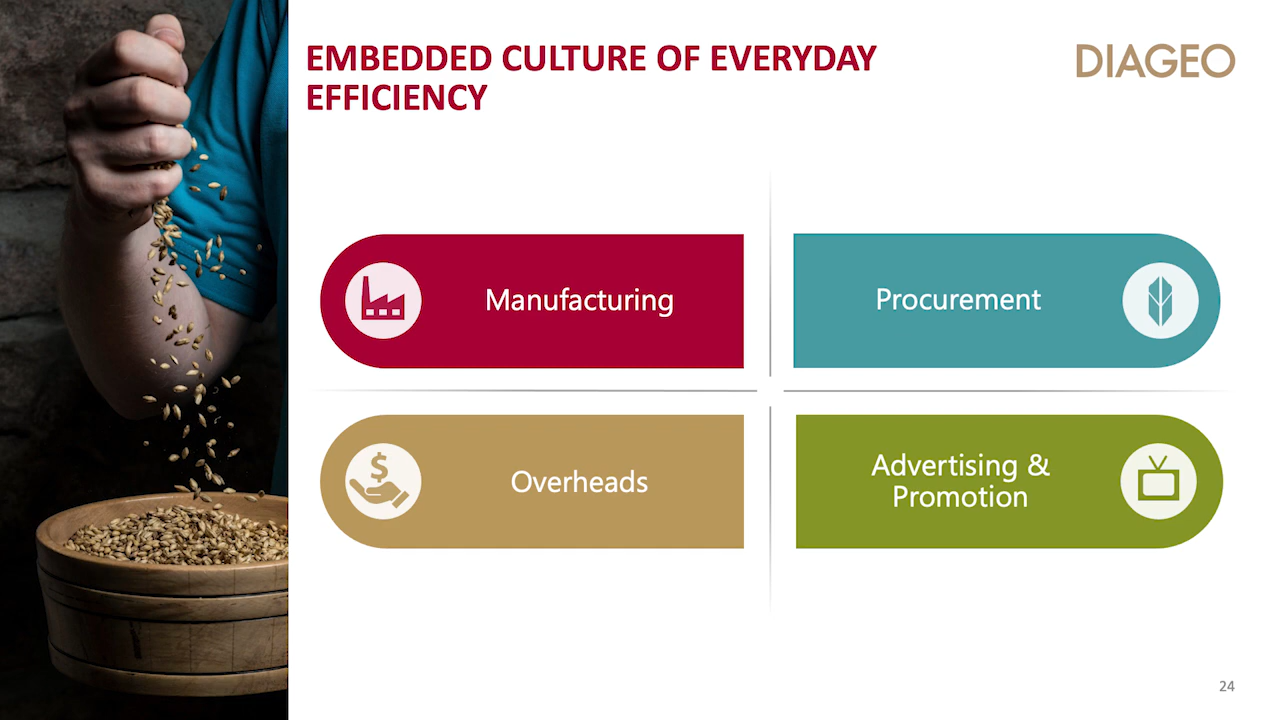 EMBEDDED CULTURE OF EVERYDAY
EFFICIENCY
DIAGEO
Manufacturing
Procurement
$
Overheads
Advertising &
Promotion
24